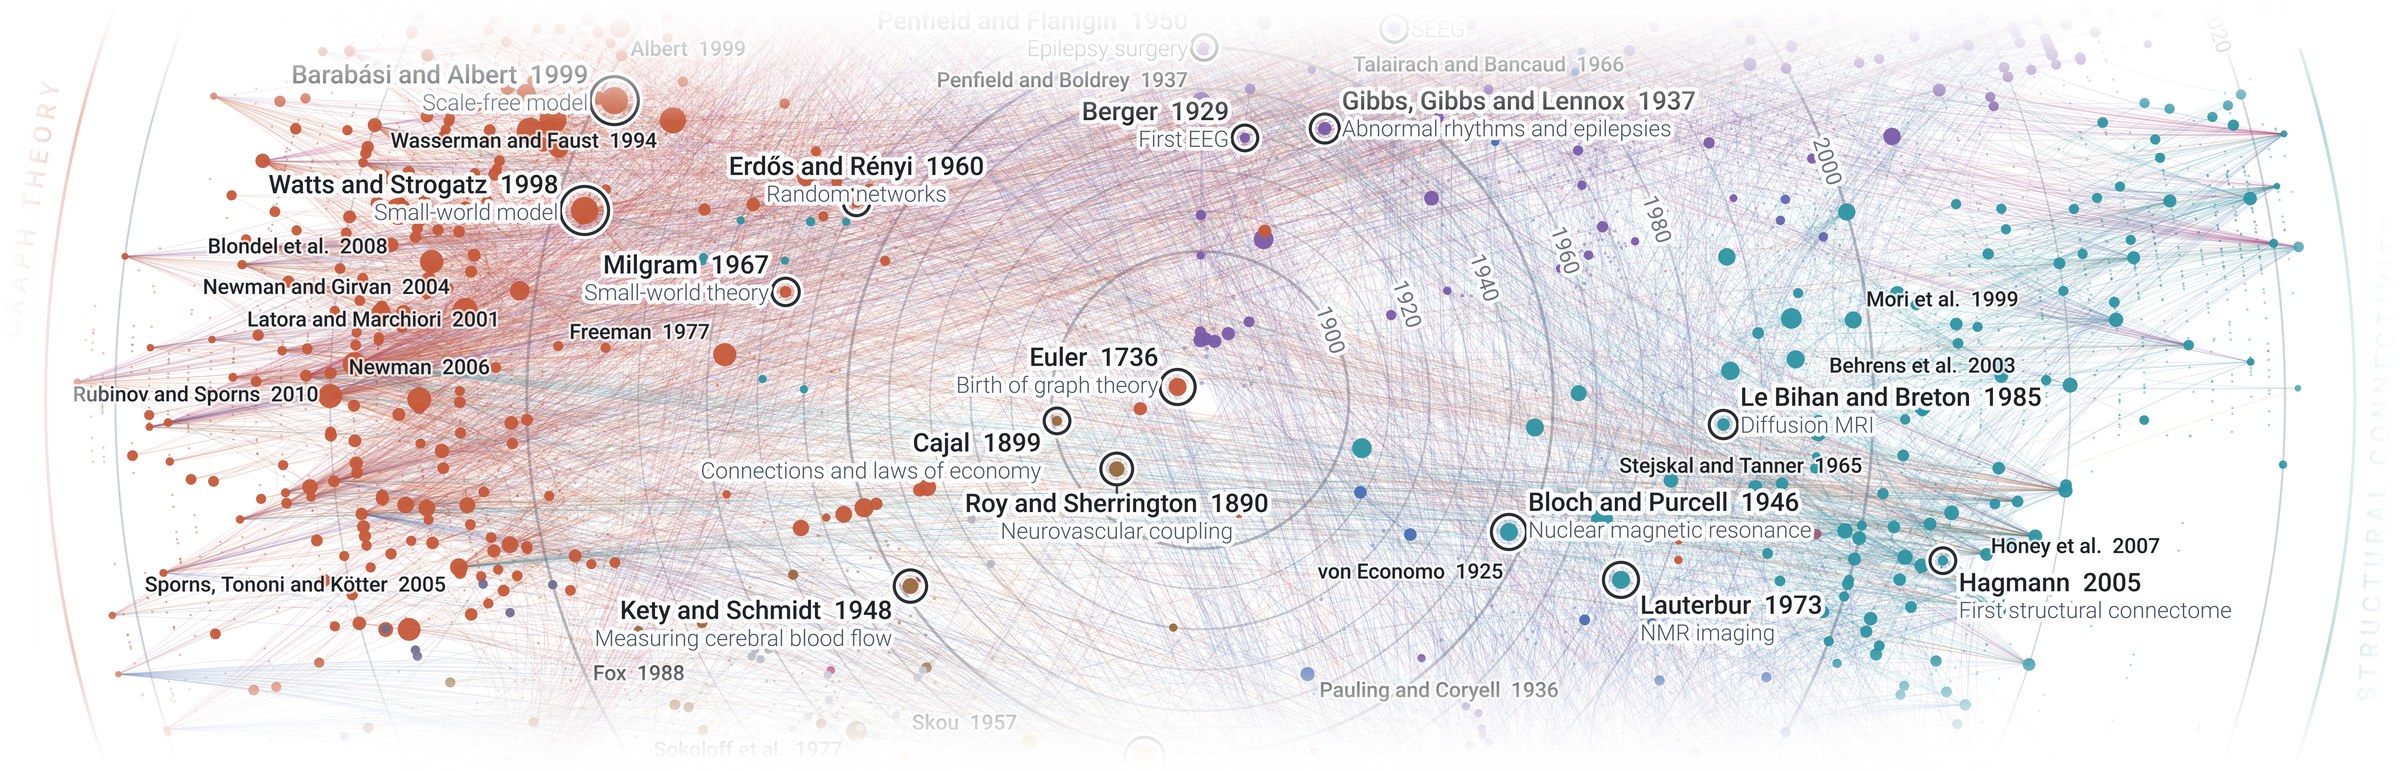 Penfield and Flanigin 1950
Epilepsy surgery
SEEG
2020
Albert 1999
Talairach and Bancaud 1966
Barabási and Albert 1999
Scale-free model
Penfield and Boldrey 1937
Berger 1929
First EEG
Gibbs, Gibbs and Lennox 1937
Abnormal rhythms and epilepsies
Wasserman and Faust 1994
Erdős and Rényi 1960
Random networks
2000
Watts and Strogatz 1998
Small-world model
1980
Blondel et al. 2008
1960
Milgram 1967
Small-world theory
1940
Newman and Girvan 2004
1920
Mori et al. 1999
Latora and Marchiori 2001
Freeman 1977
1900
Euler 1736
Birth of graph theory
Newman 2006
Behrens et al. 2003
Rubinov and Sporns 2010
Le Bihan and Breton 1985
Diffusion MRI
Cajal 1899
Connections and laws of economy
Stejskal and Tanner 1965
Roy and Sherrington 1890
Neurovascular coupling
Bloch and Purcell 1946
Nuclear magnetic resonance
Honey et al. 2007
von Economo 1925
Sporns, Tononi and Kötter 2005
Hagmann 2005
First structural connectome
Kety and Schmidt 1948
Measuring cerebral blood flow
Lauterbur 1973
NMR imaging
Fox 1988
Pauling and Coryell 1936
Skou 1957
Sokoloff et al. 1977
GRAPH THEORY
STRUCTURAL CONNECTIVITY